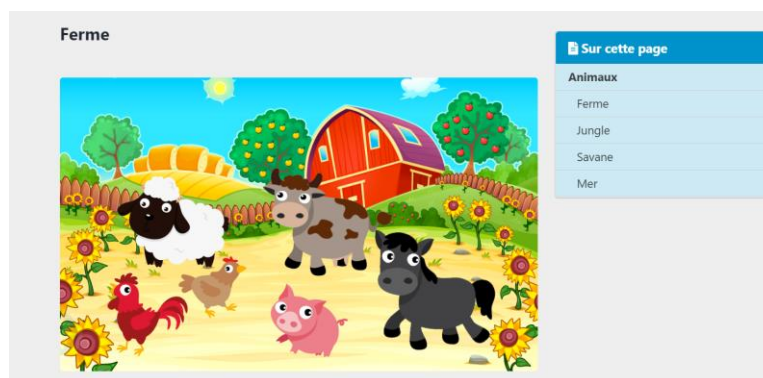 Ferme
Sur cette page
Animaux
Ferme
Jungle
Savane
Mer